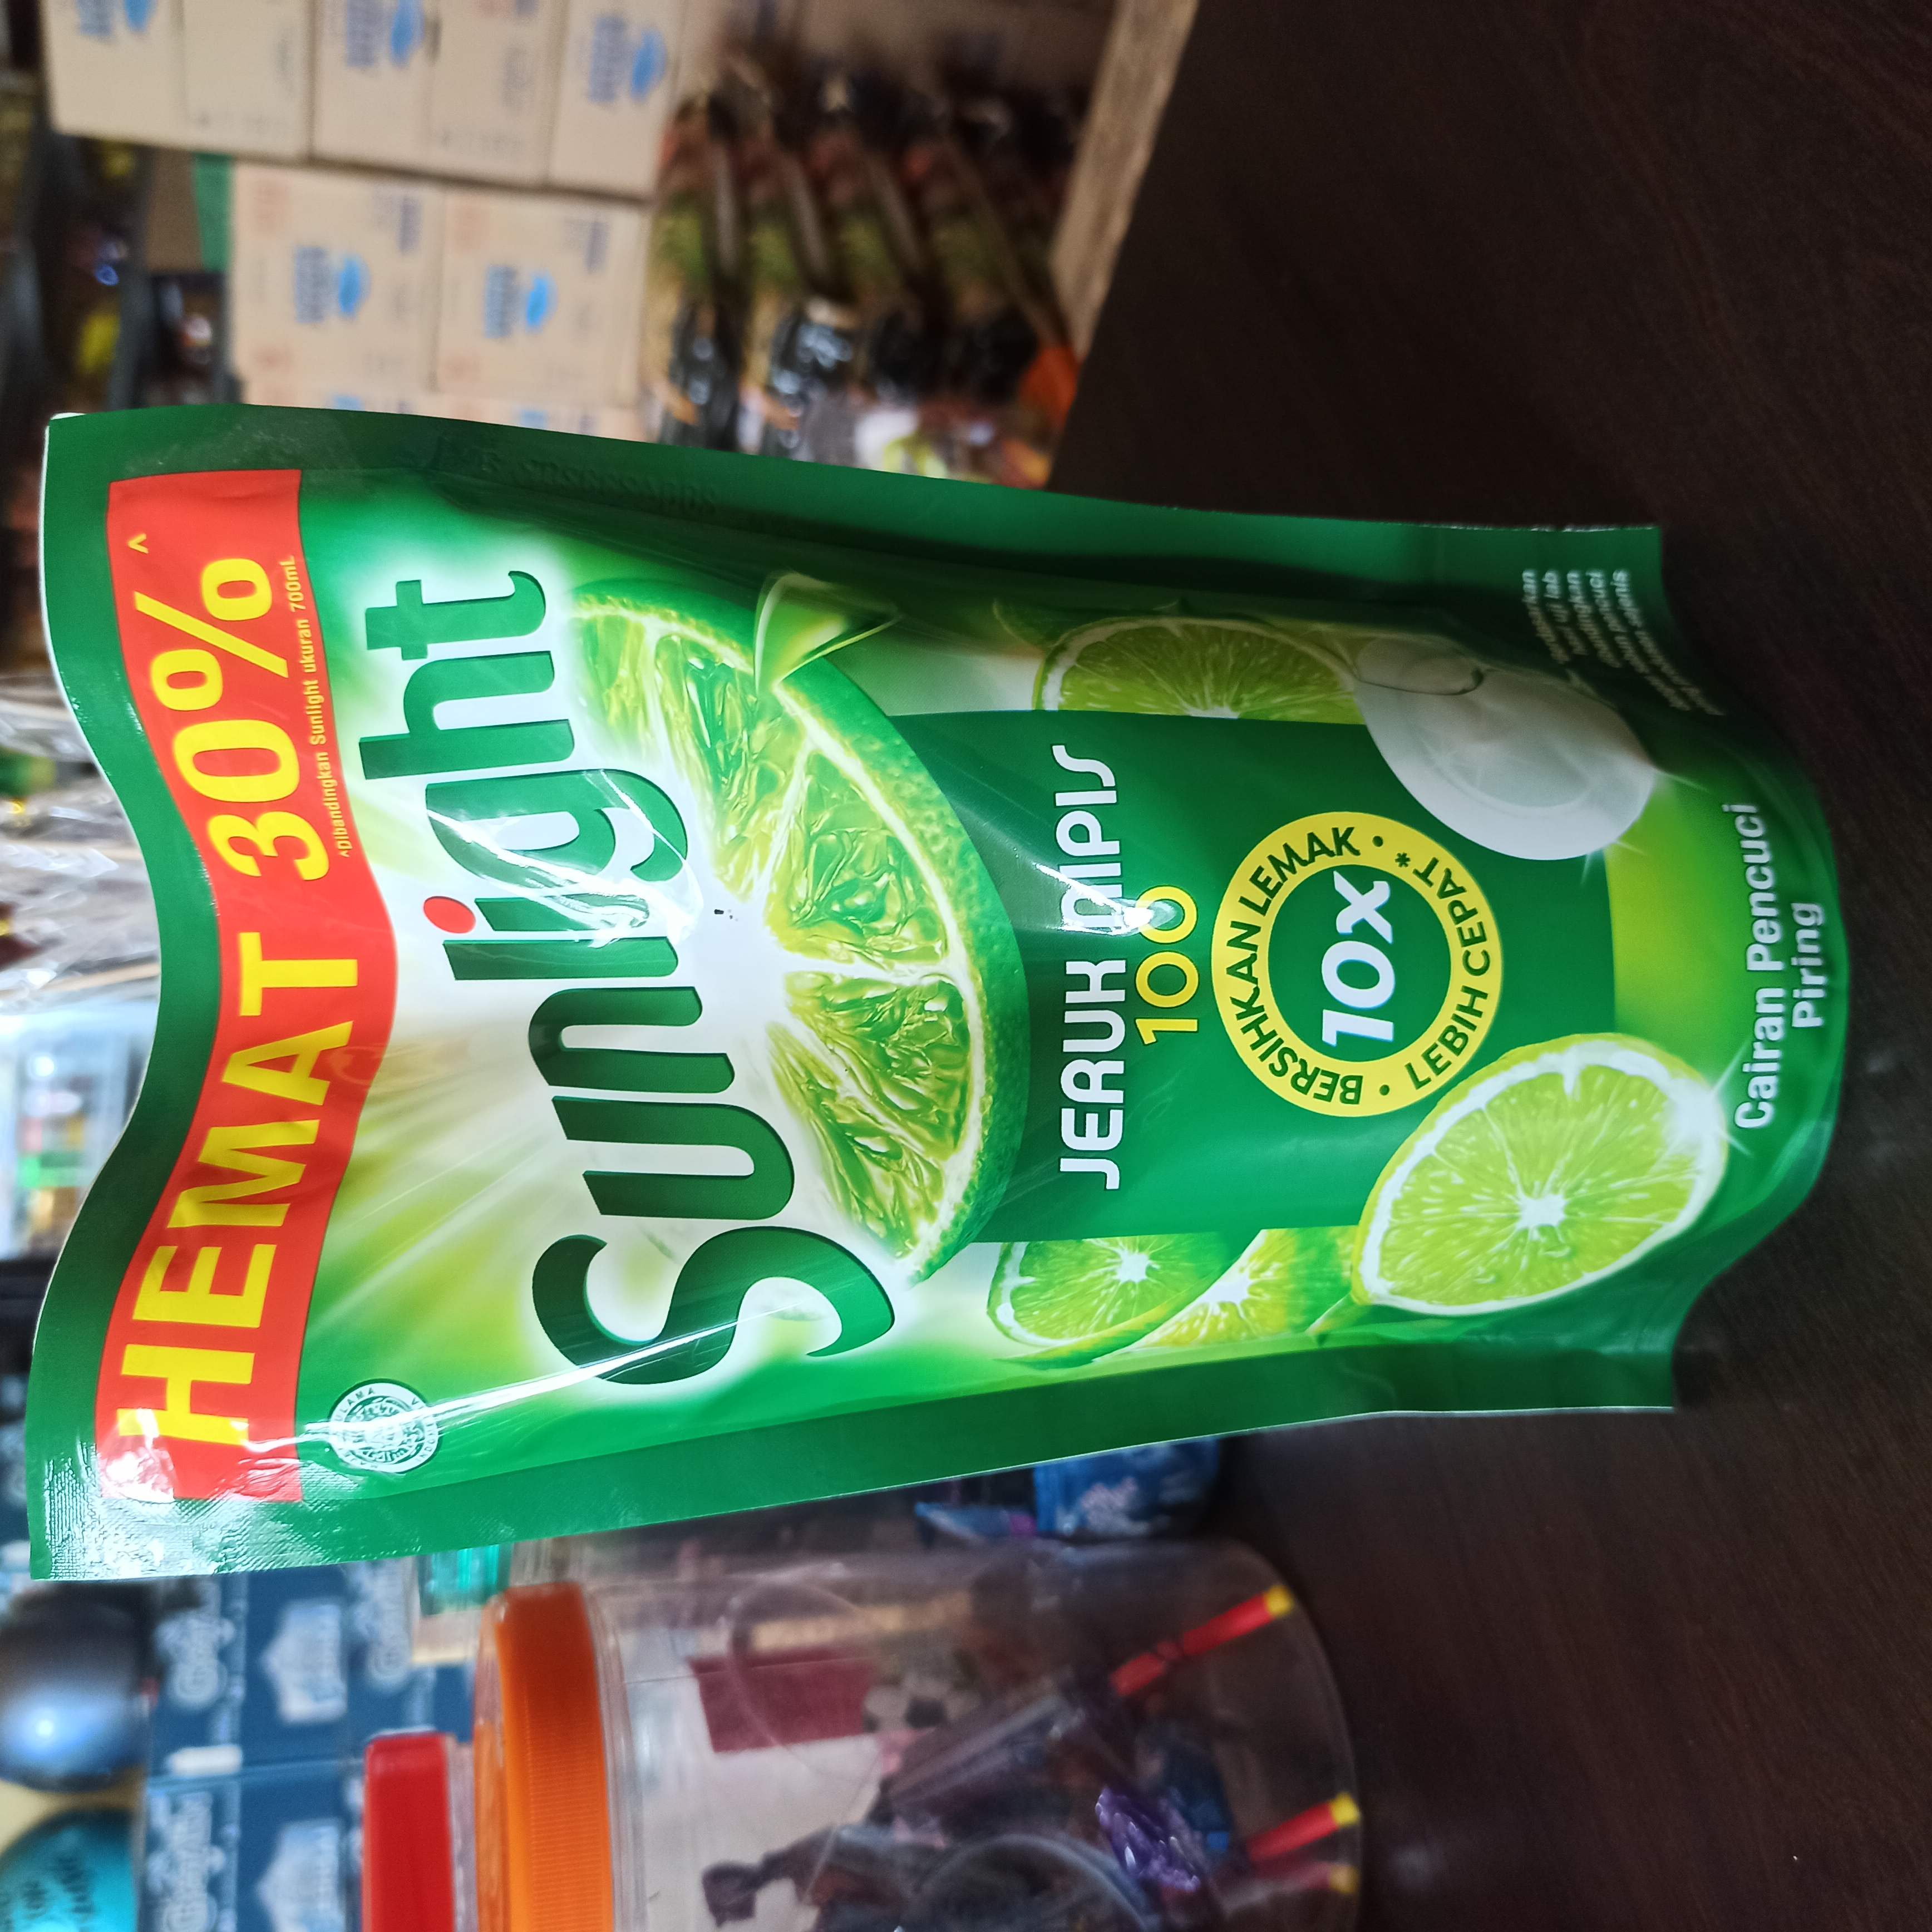 HEMAT 30%^
^Dibandingkan Sunlight ukuran 700mL
Sunlight
JERUK NIPIS
100
BERSIHKAN LEMAK
10x
LEBIH CEPAT*
Cairan Pencuci
Piring